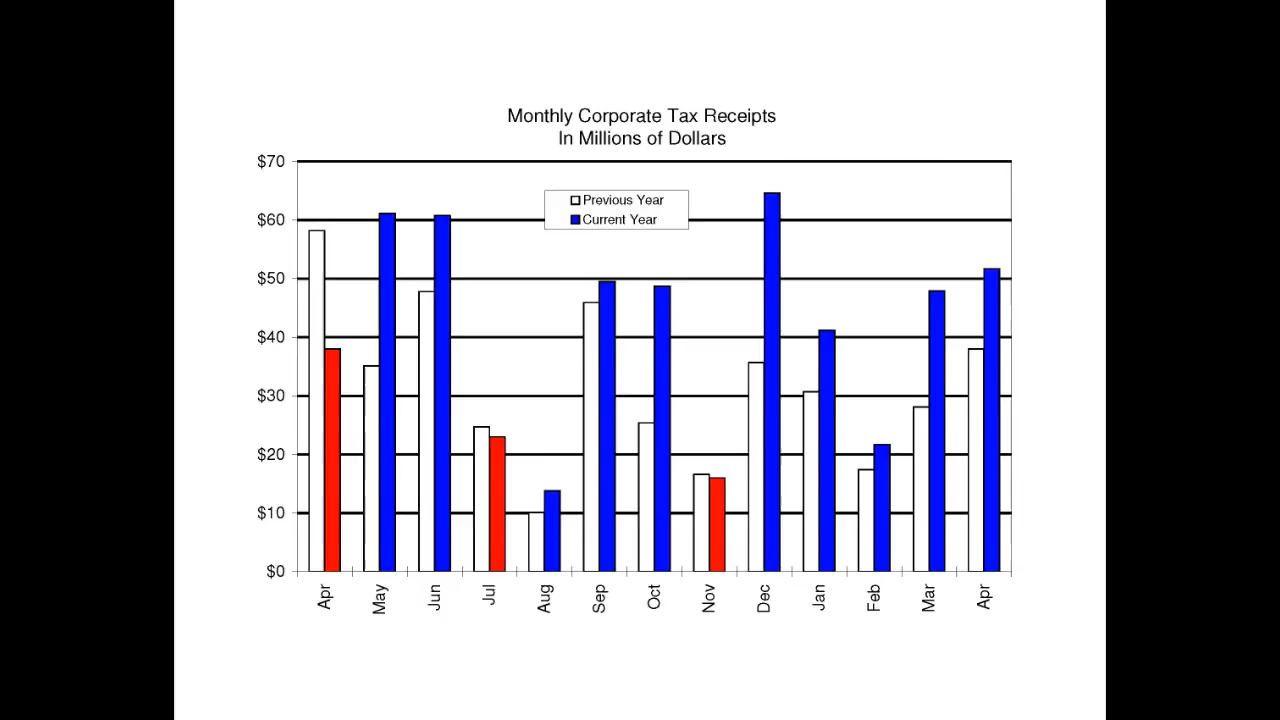 Monthly Corporate Tax Receipts
In Millions of Dollars
$70
Previous Year
$60
Current Year
$50
$40
$30
$20
$10
$0
Apr May Jun Jul Aug Sep Oct Nov Dec Jan Feb Mar Apr